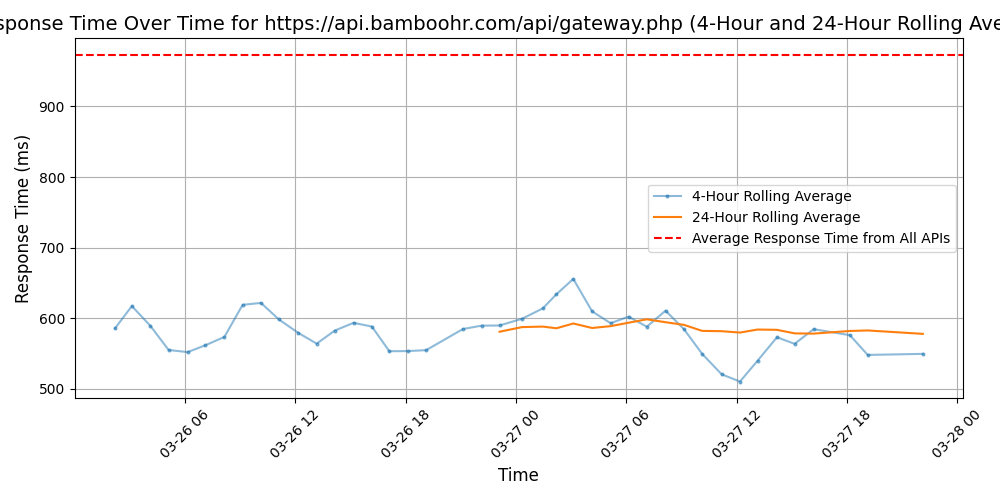 sponse Time Over Time for https://api.bamboohr.com/api/gateway.php (4-Hour and 24-Hour Rolling Ave
Response Time (ms)
900
800
700
600
500
4-Hour Rolling Average
24-Hour Rolling Average
Average Response Time from All APIs
03-26 06
03-26 12
03-26 18
03-27 00
03-27 06
03-27 12
03-27 18
03-28 00
Time